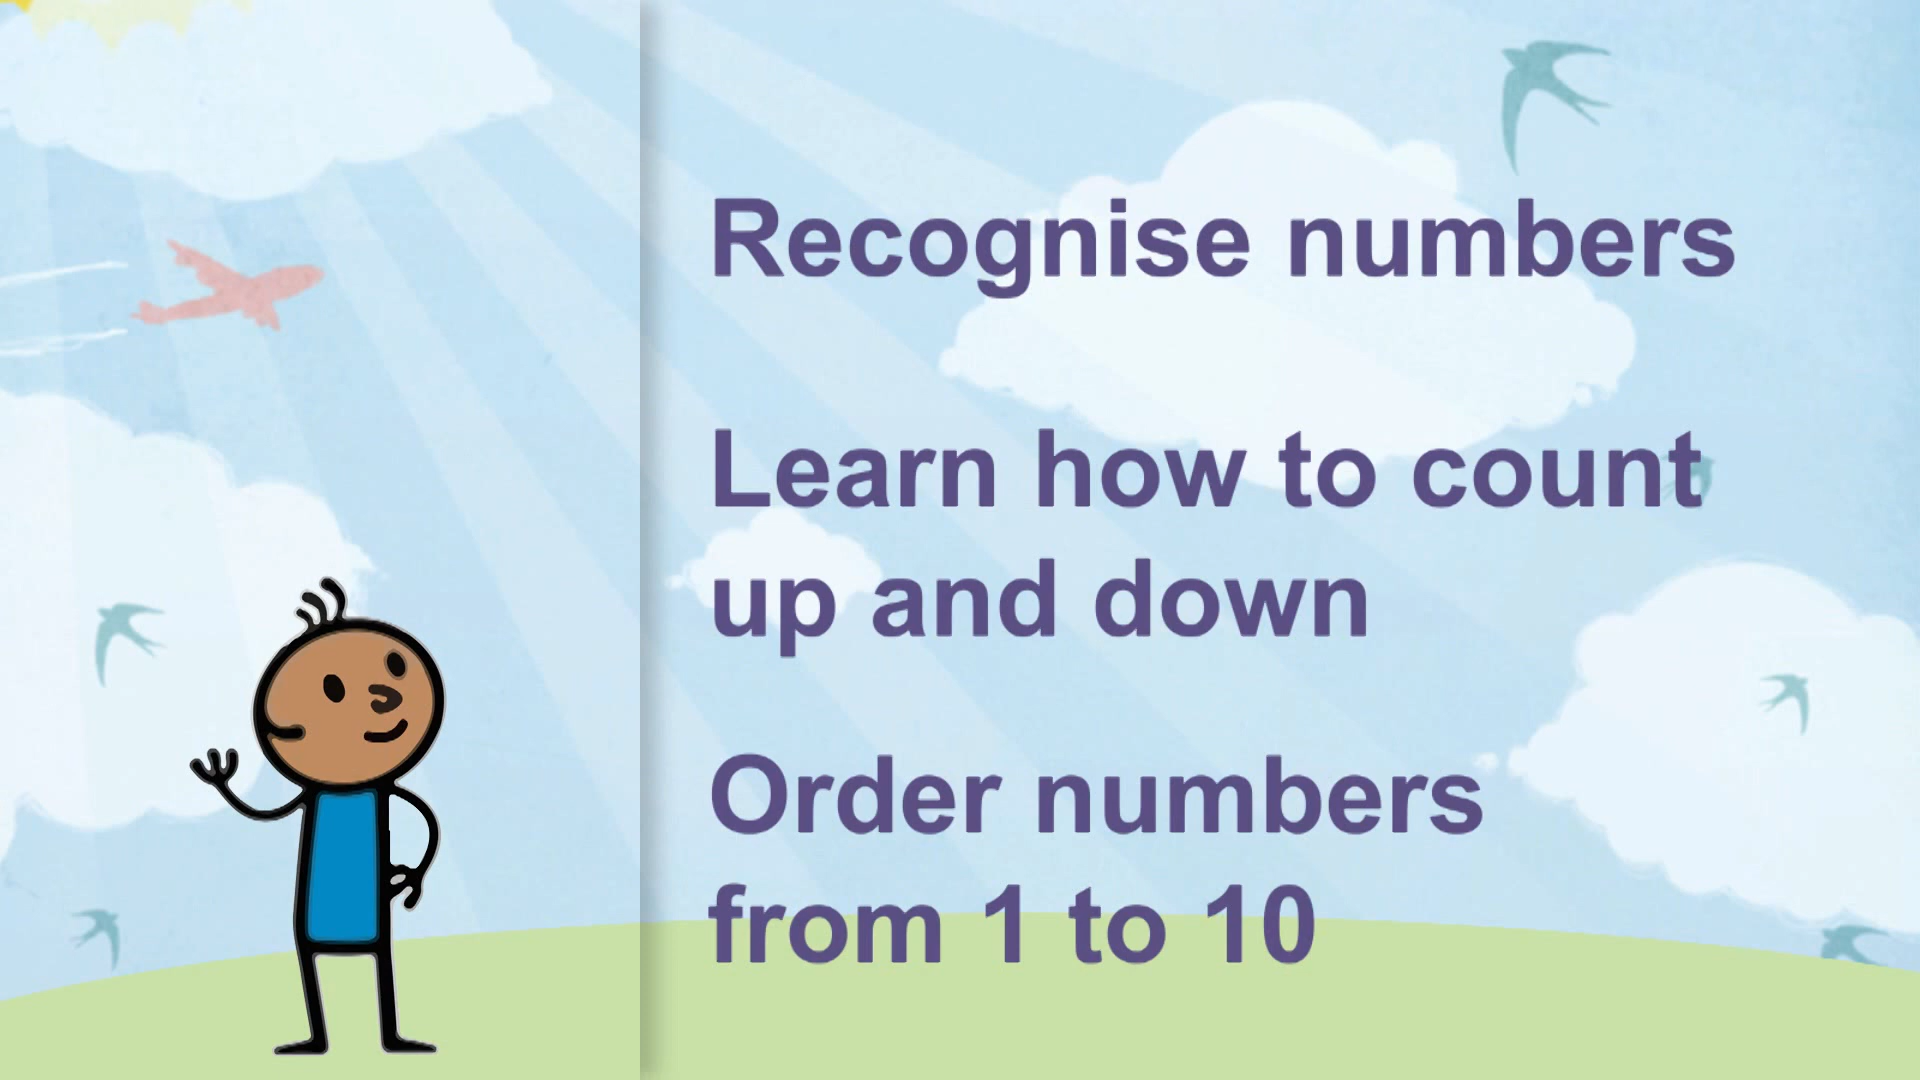 Recognise numbers
Learn how to count
up and down
Order numbers
from 1 to 10